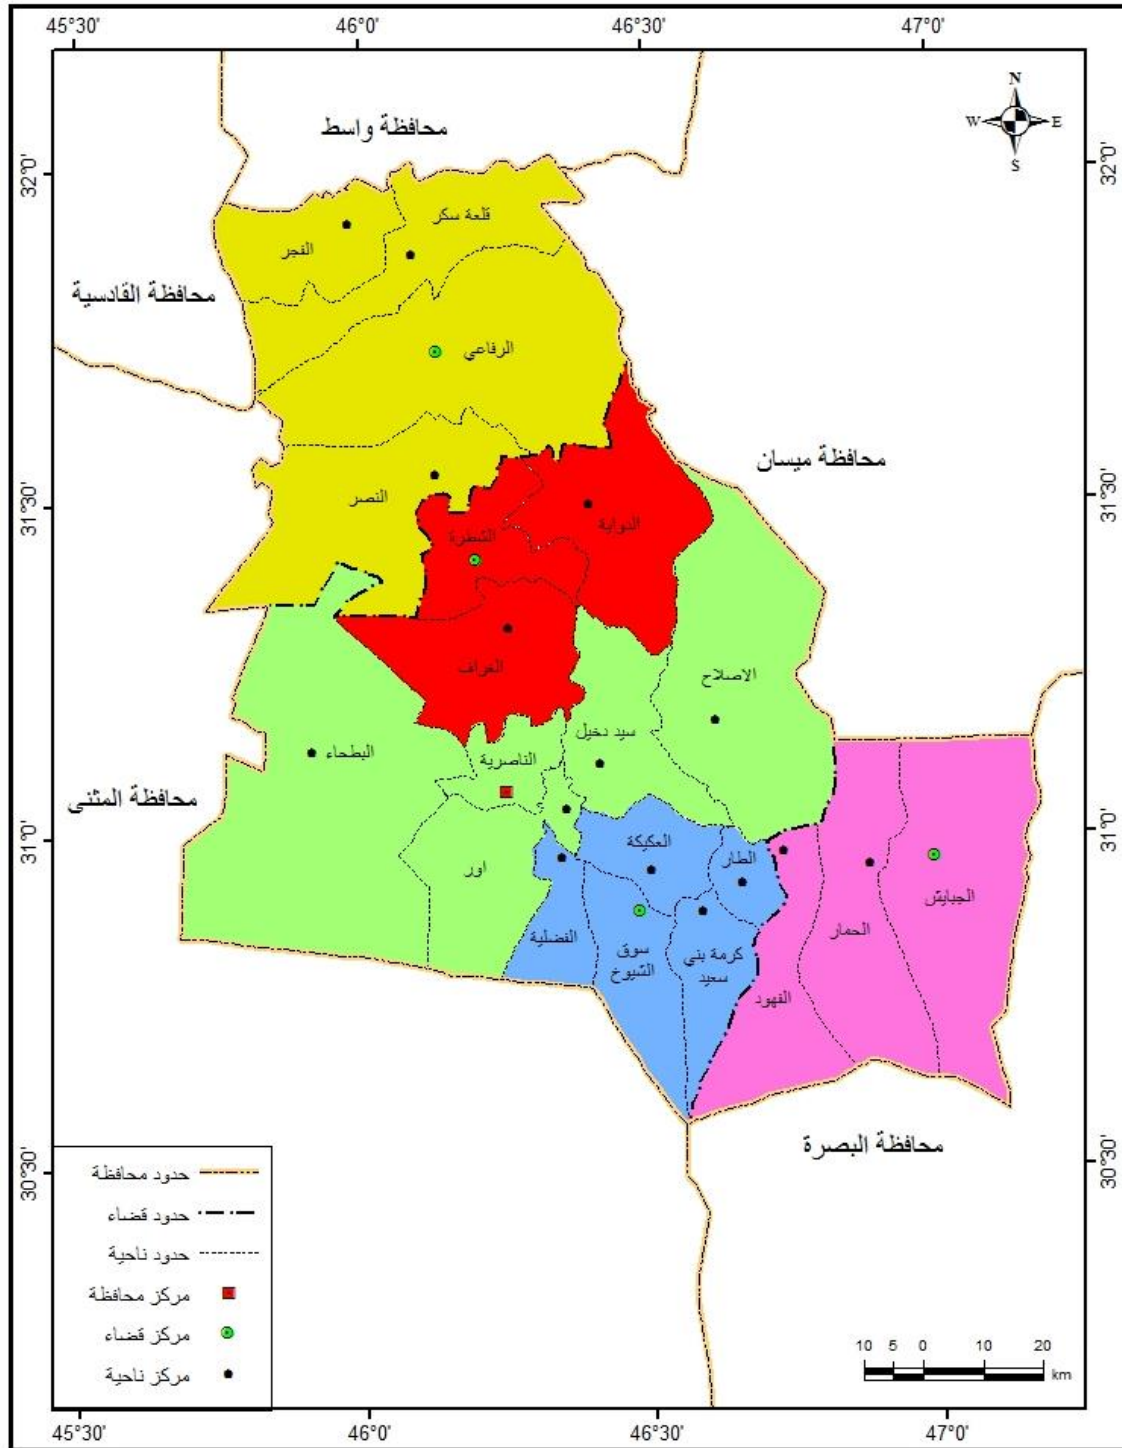 45°30'
46°0'
46°30'
47°0'
N
W
E
S
محافظة واسط
32°0'
32°0'
قلعة سكر
الفجر
محافظة القادسية
الرفاعي
محافظة ميسان
النصر
31°30'
31°30'
الدواية
الشطرة
الغراف
الاصلاح
سيد دخيل
البطحاء
الناصرية
محافظة المثنى
31°0'
31°0'
العكيكة
الطار
اور
الجبايش
الحمار
الفضلية
سوق
الشيوخ
كرمة بني
سعيد
الفهود
محافظة البصرة
30°30'
30°30'
حدود محافظة
حدود قضاء
حدود ناحية
مركز محافظة
مركز قضاء
مركز ناحية
10 5 0 10 20
km
45°30'
46°0'
46°30'
47°0'